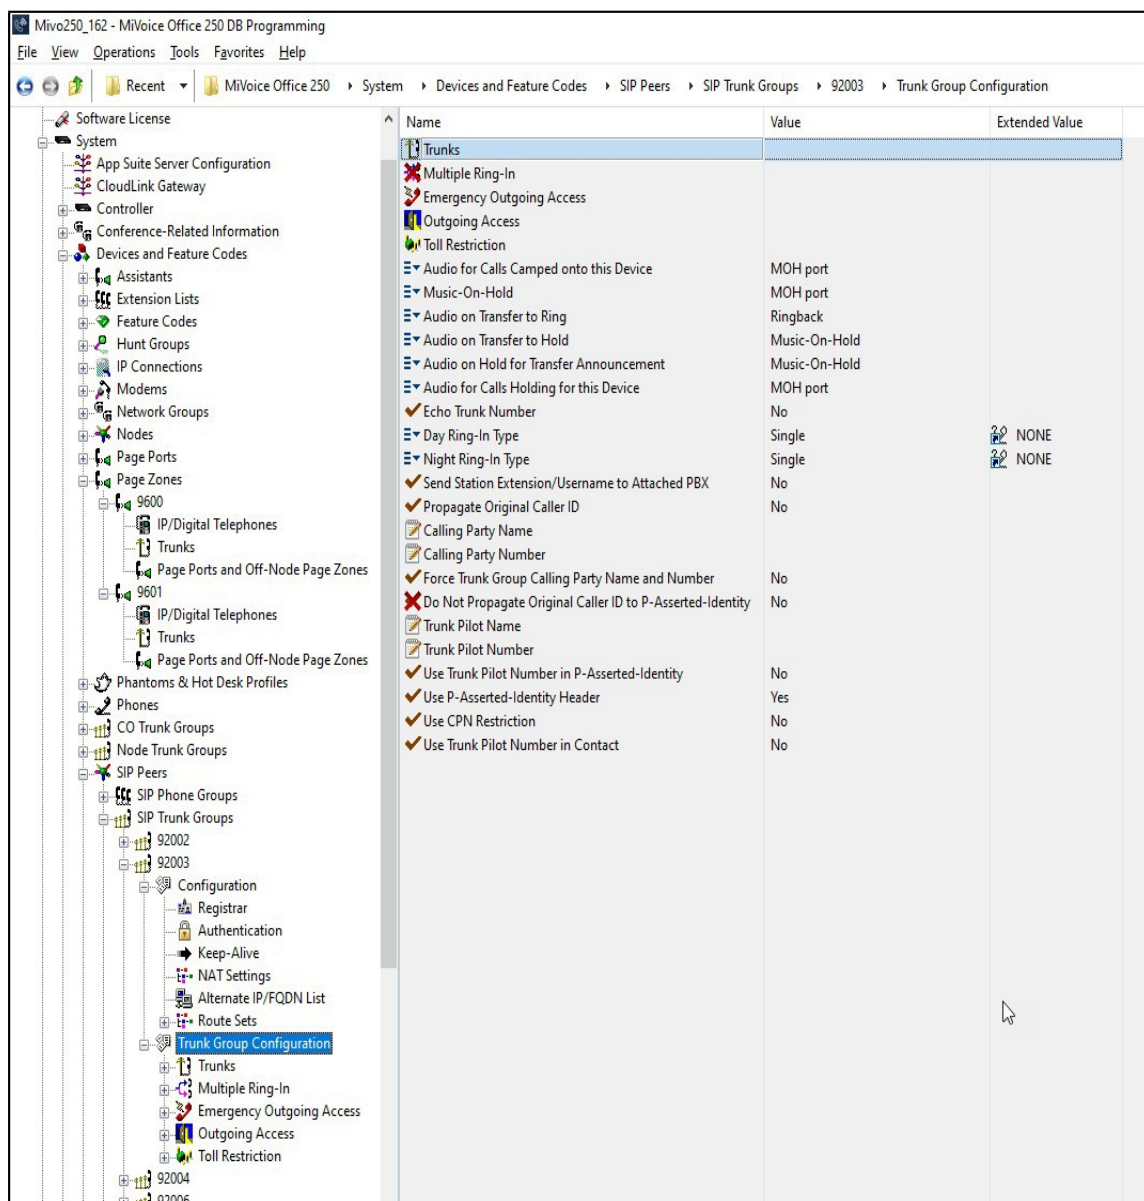 Mivo250_162 - MiVoice Office 250 DB Programming
File View Operations Tools Favorites Help
Recent MiVoice Office 250 System Devices and Feature Codes SIP Peers SIP Trunk Groups 92003 Trunk Group Configuration
Software License
System
App Suite Server Configuration
CloudLink Gateway
Controller
Conference-Related Information
Devices and Feature Codes
Assistants
Extension Lists
Feature Codes
Hunt Groups
IP Connections
Modems
Network Groups
Nodes
Page Ports
Page Zones
9600
IP/Digital Telephones
Trunks
Page Ports and Off-Node Page Zones
9601
IP/Digital Telephones
Trunks
Page Ports and Off-Node Page Zones
Phantoms & Hot Desk Profiles
Phones
CO Trunk Groups
Node Trunk Groups
SIP Peers
SIP Phone Groups
SIP Trunk Groups
92002
92003
Configuration
Registrar
Authentication
Keep-Alive
NAT Settings
Alternate IP/FQDN List
Route Sets
Trunk Group Configuration
Trunks
Multiple Ring-In
Emergency Outgoing Access
Outgoing Access
Toll Restriction
92004
92006
Name Value Extended Value
Trunks
Multiple Ring-In
Emergency Outgoing Access
Outgoing Access
Toll Restriction
Audio for Calls Camped onto this Device MOH port
Music-On-Hold MOH port
Audio on Transfer to Ring Ringback
Audio on Transfer to Hold Music-On-Hold
Audio on Hold for Transfer Announcement Music-On-Hold
Audio for Calls Holding for this Device MOH port
Echo Trunk Number No
Day Ring-In Type Single NONE
Night Ring-In Type Single NONE
Send Station Extension/Username to Attached PBX No
Propagate Original Caller ID No
Calling Party Name
Calling Party Number
Force Trunk Group Calling Party Name and Number No
Do Not Propagate Original Caller ID to P-Asserted-Identity No
Trunk Pilot Name
Trunk Pilot Number
Use Trunk Pilot Number in P-Asserted-Identity No
Use P-Asserted-Identity Header Yes
Use CPN Restriction No
Use Trunk Pilot Number in Contact No